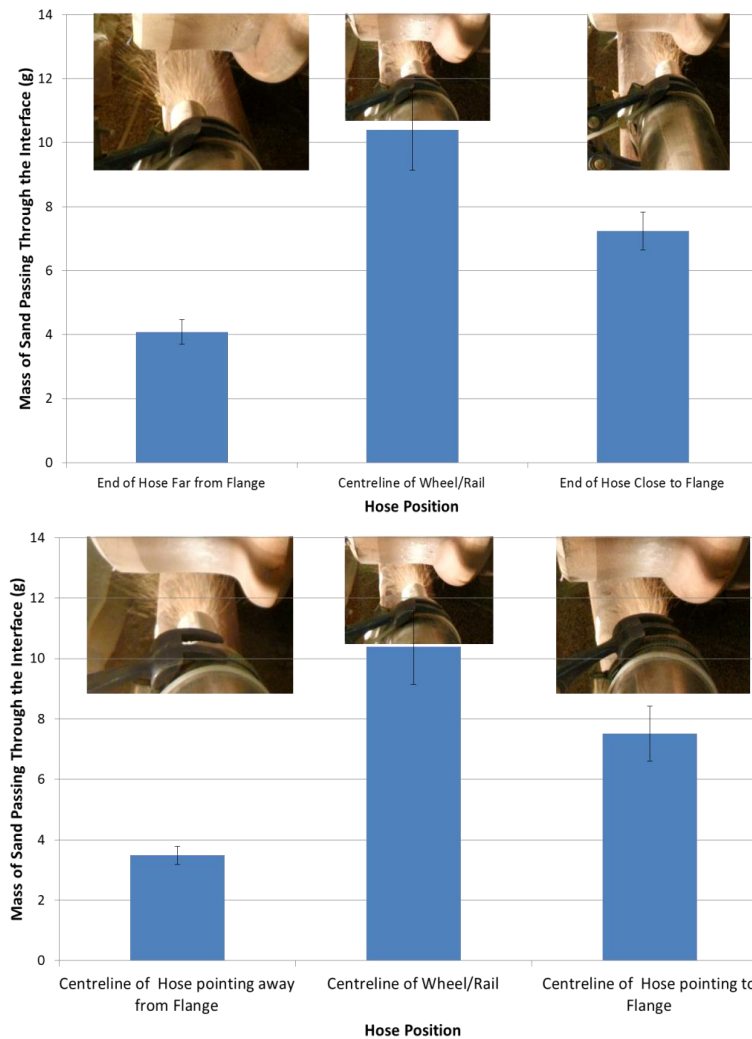 14
12
10
8
6
4
2
0
Mass of Sand Passing Through the Interface (g)
End of Hose Far from Flange
Centreline of Wheel/Rail
End of Hose Close to Flange
Hose Position
14
12
10
8
6
4
2
0
Mass of Sand Passing Through the Interface (g)
Centreline of Hose pointing away
from Flange
Centreline of Wheel/Rail
Centreline of Hose pointing to
Flange
Hose Position